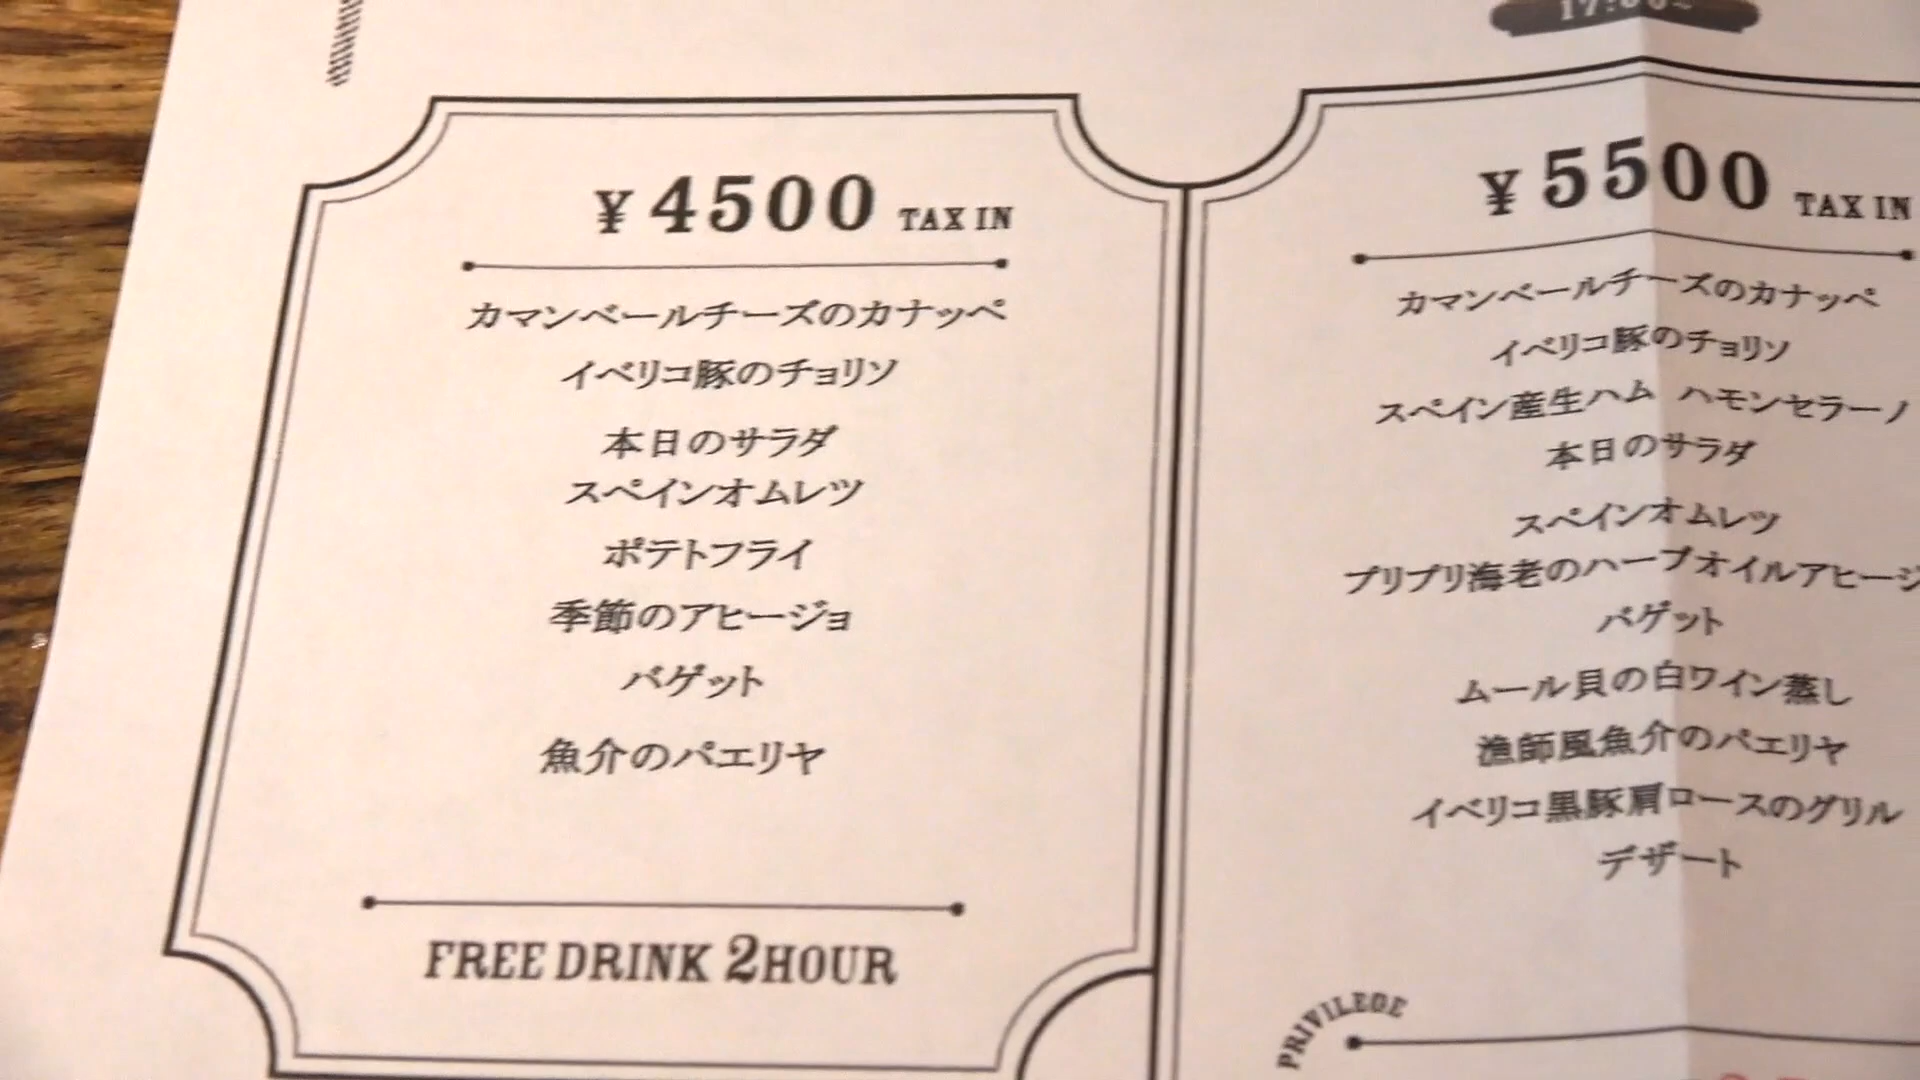 ¥4500 TAX IN
カマンベールチーズのカナッペ
イベリコ豚のチョリソ
本日のサラダ
スペインオムレツ
ポテトフライ
季節のアヒージョ
バゲット
魚介のパエリヤ
FREE DRINK 2HOUR
¥5500 TAX IN
カマンベールチーズのカナッペ
イベリコ豚のチョリソ
スペイン産生ハム ハモンセラーノ
本日のサラダ
スペインオムレツ
プリプリ海老のハーブオイルアヒージ
バゲット
ムール貝の白ワイン蒸し
漁師風魚介のパエリヤ
イベリコ黒豚肩ロースのグリル
デザート
PRIVILEGE